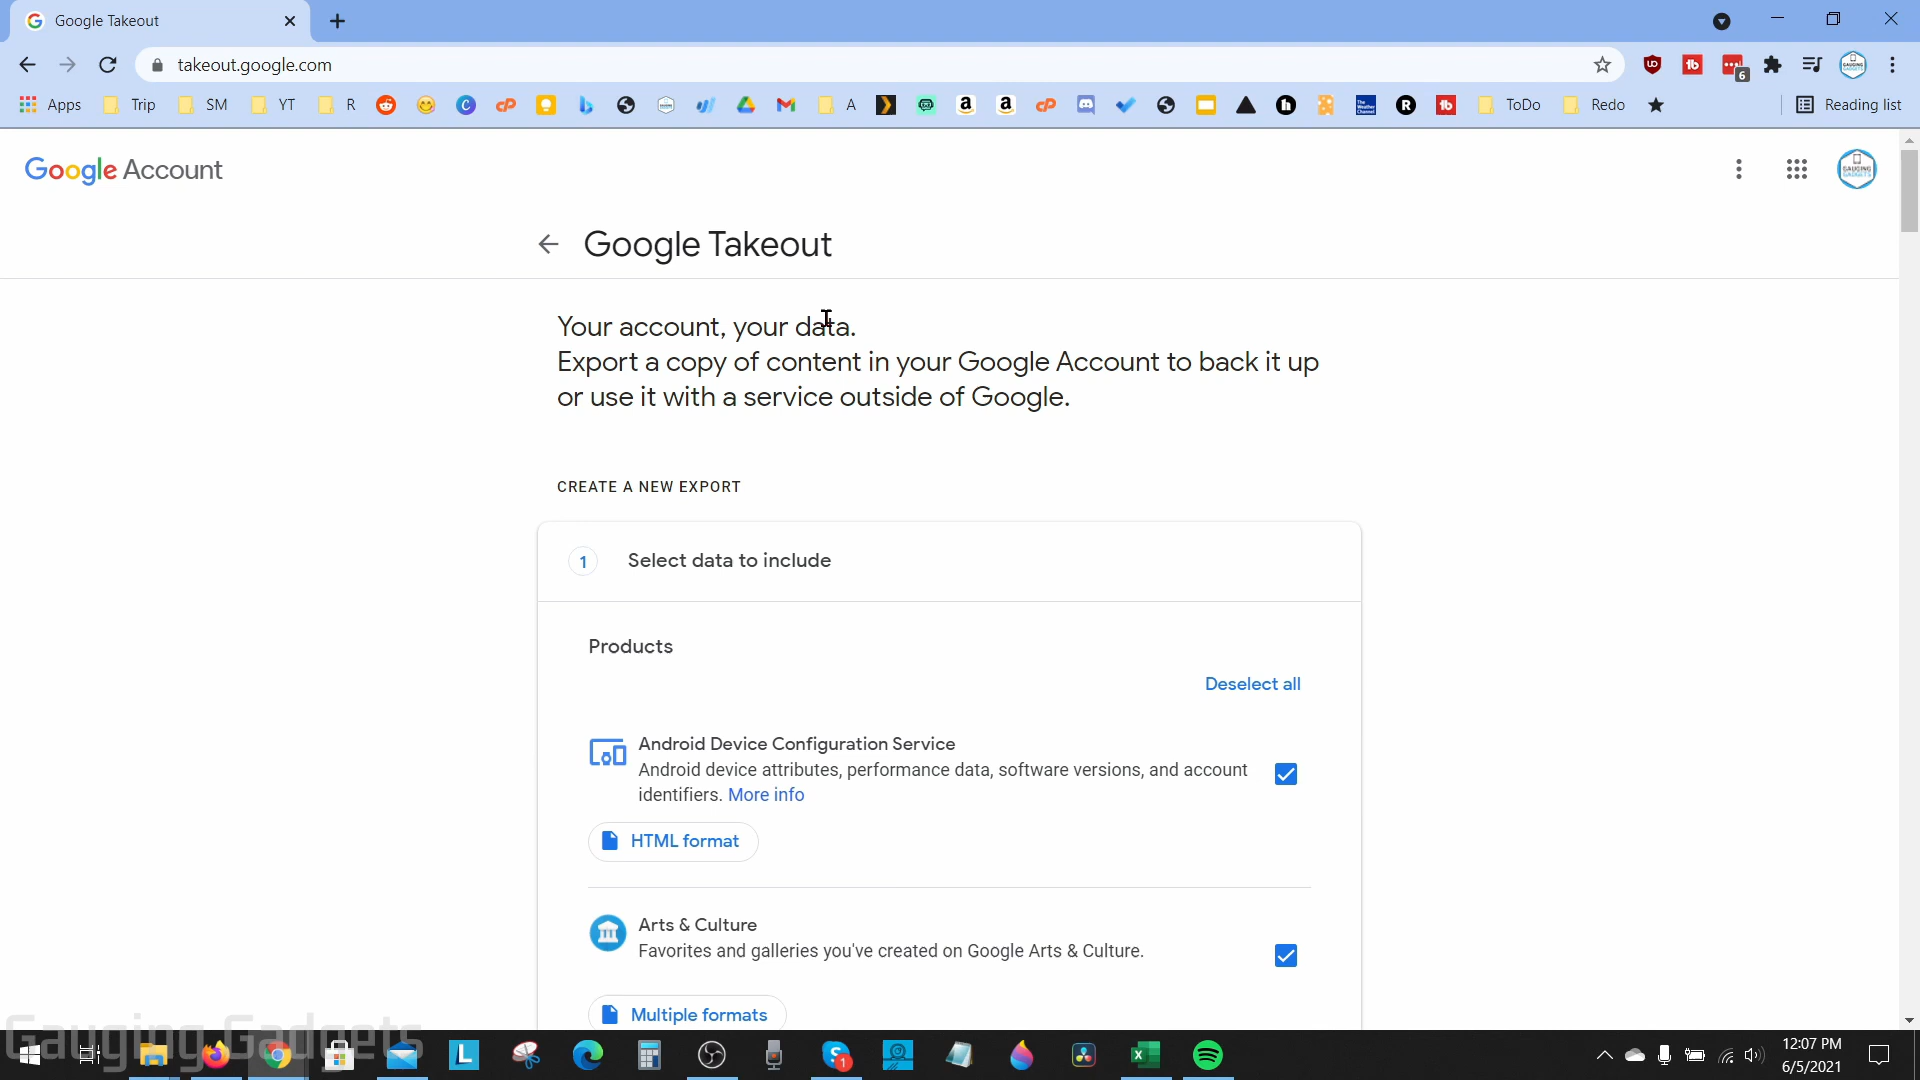 Google Takeout
takeout.google.com
6
Apps
Trip
SM
YT
R
A
ToDo
Redo
Reading list
Google Account
Google Takeout
Your account, your data.
Export a copy of content in your Google Account to back it up
or use it with a service outside of Google.
CREATE A NEW EXPORT
1 Select data to include
Products
Deselect all
Android Device Configuration Service
Android device attributes, performance data, software versions, and account
identifiers. More info
HTML format
Arts & Culture
Favorites and galleries you've created on Google Arts & Culture.
Multiple formats
Gauging Gadgets
12:07 PM
6/5/2021